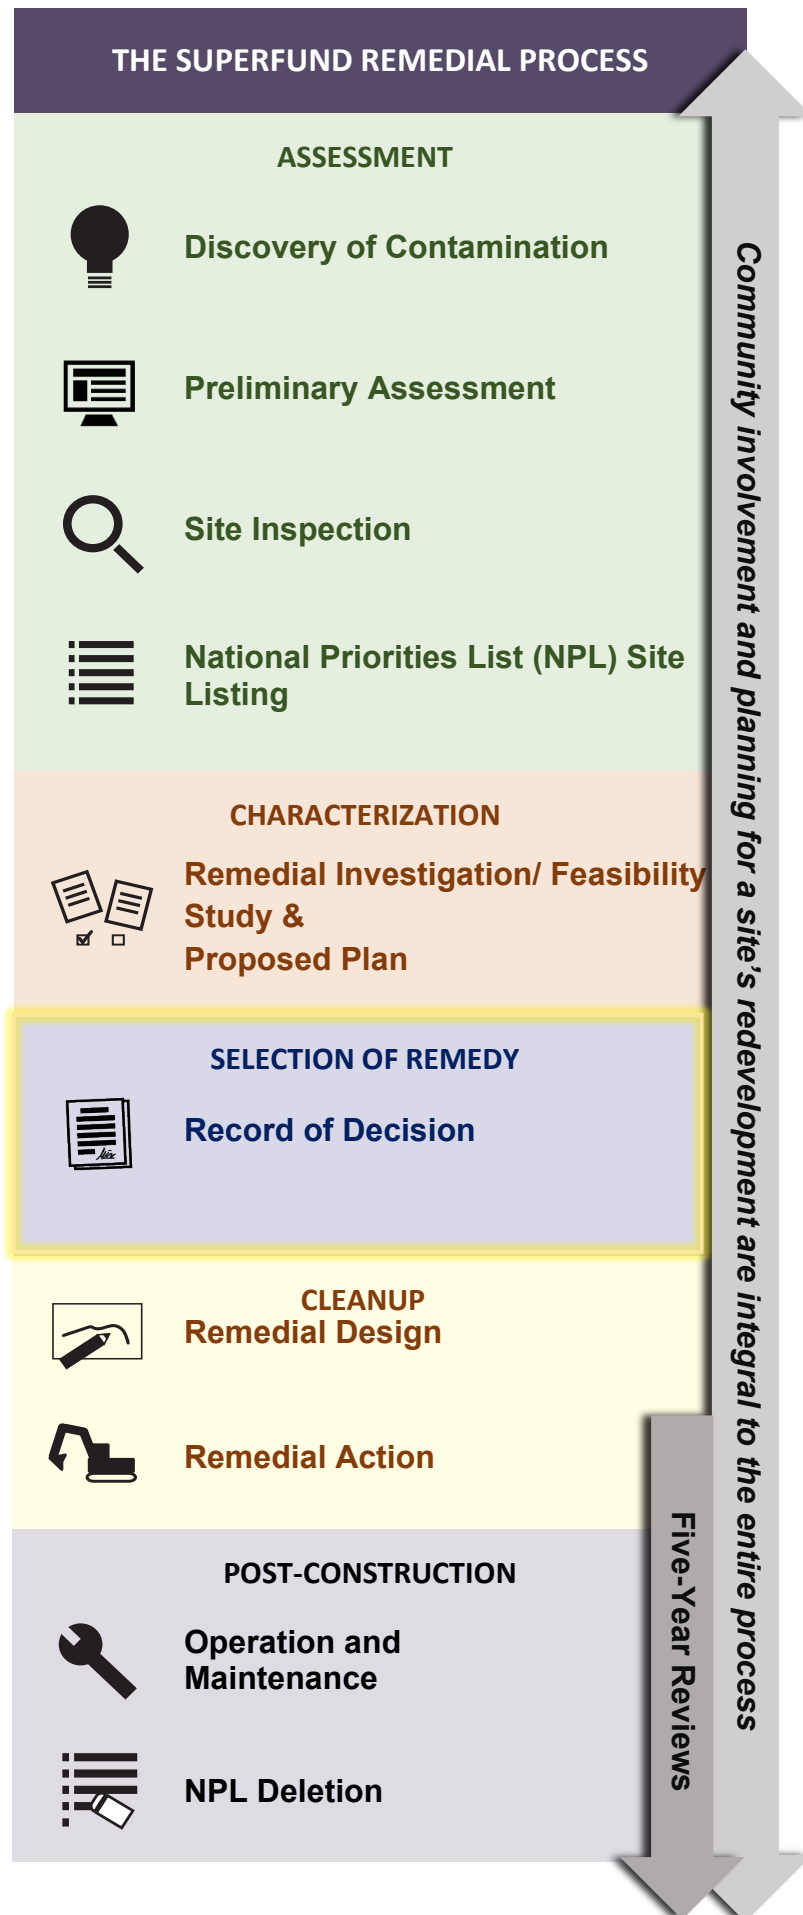 THE SUPERFUND REMEDIAL PROCESS
ASSESSMENT
Discovery of Contamination
Preliminary Assessment
Site Inspection
National Priorities List (NPL) Site
Listing
CHARACTERIZATION
Remedial Investigation/ Feasibility
Study &
Proposed Plan
SELECTION OF REMEDY
Record of Decision
CLEANUP
Remedial Design
Remedial Action
POST-CONSTRUCTION
Operation and
Maintenance
NPL Deletion
Five-Year Reviews
Community involvement and planning for a site’s redevelopment are integral to the entire process